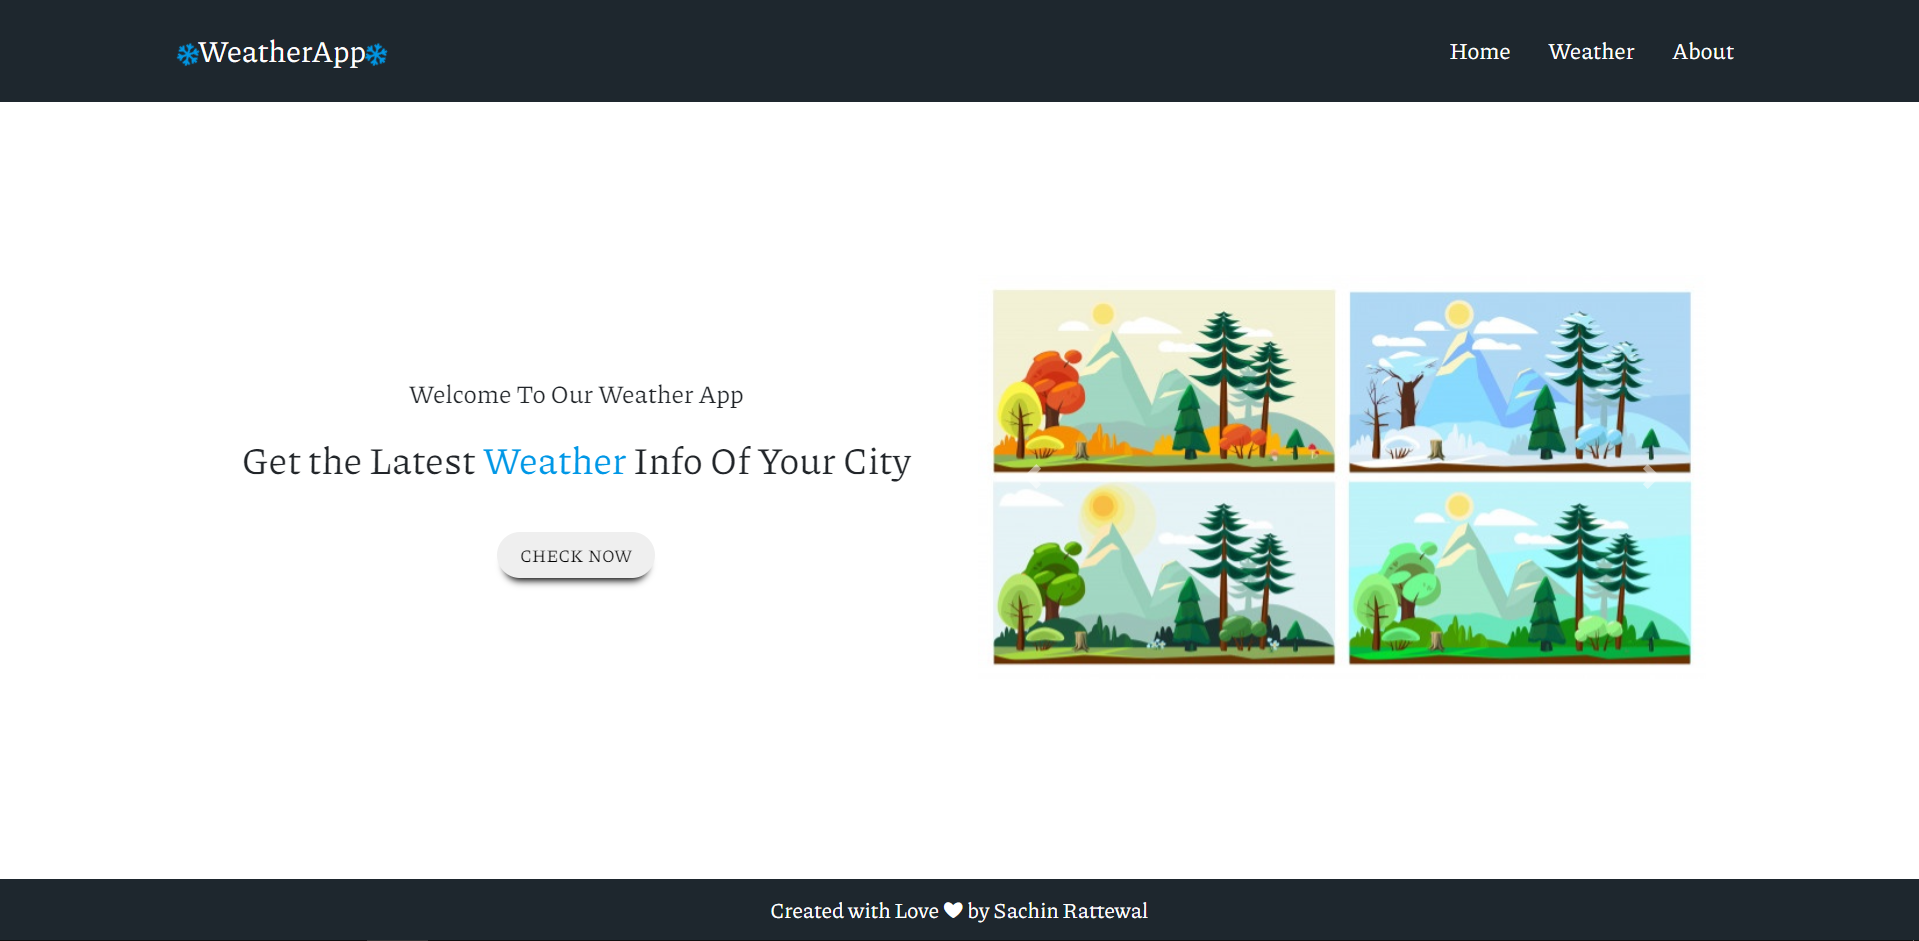 WeatherApp
Home Weather About
Welcome To Our Weather App
Get the Latest Weather Info Of Your City
CHECK NOW
Created with Love by Sachin Rattewal